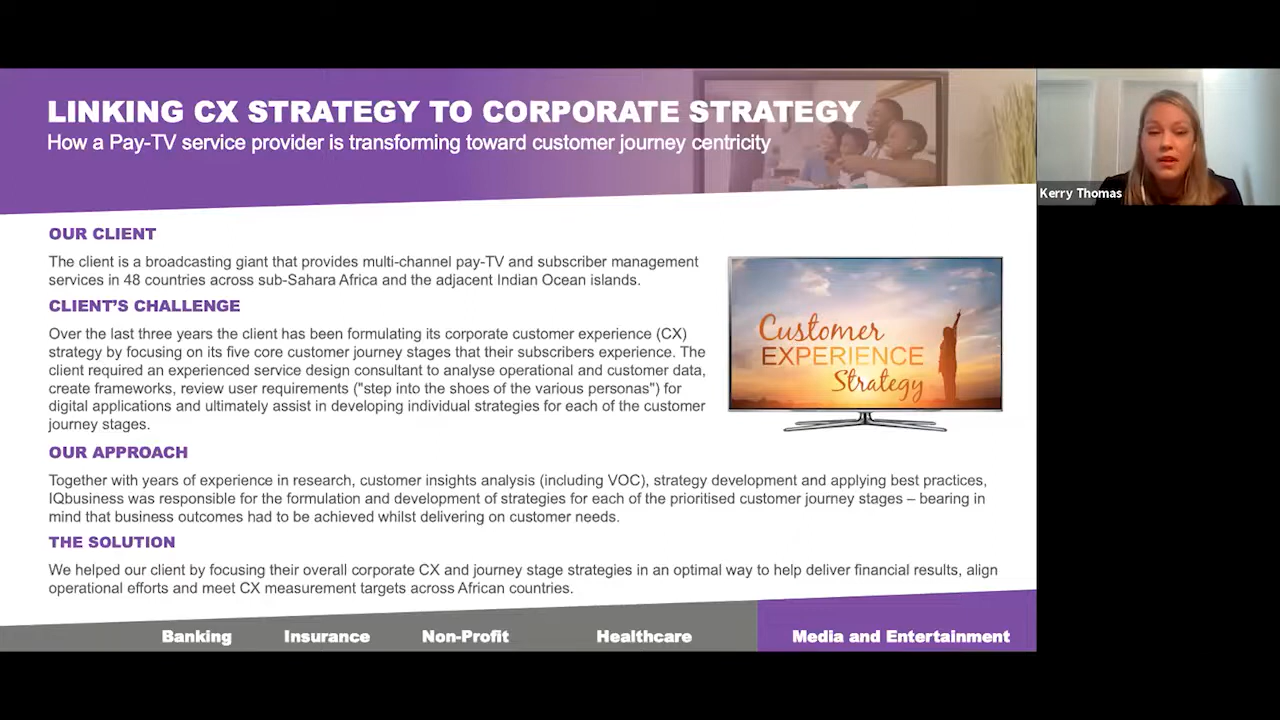 LINKING CX STRATEGY TO CORPORATE STRATEGY
How a Pay-TV service provider is transforming toward customer journey centricity
Kerry Thomas
OUR CLIENT
The client is a broadcasting giant that provides multi-channel pay-TV and subscriber management
services in 48 countries across sub-Sahara Africa and the adjacent Indian Ocean islands.
CLIENT'S CHALLENGE
Over the last three years the client has been formulating its corporate customer experience (CX)
strategy by focusing on its five core customer journey stages that their subscribers experience. The
client required an experienced service design consultant to analyse operational and customer data,
create frameworks, review user requirements ("step into the shoes of the various personas") for
digital applications and ultimately assist in developing individual strategies for each of the customer
journey stages.
Customer
EXPERIENCE
Strategy
OUR APPROACH
Together with years of experience in research, customer insights analysis (including VOC), strategy development and applying best practices,
IQbusiness was responsible for the formulation and development of strategies for each of the prioritised customer journey stages – bearing in
mind that business outcomes had to be achieved whilst delivering on customer needs.
THE SOLUTION
We helped our client by focusing their overall corporate CX and journey stage strategies in an optimal way to help deliver financial results, align
operational efforts and meet CX measurement targets across African countries.
Banking Insurance Non-Profit Healthcare Media and Entertainment